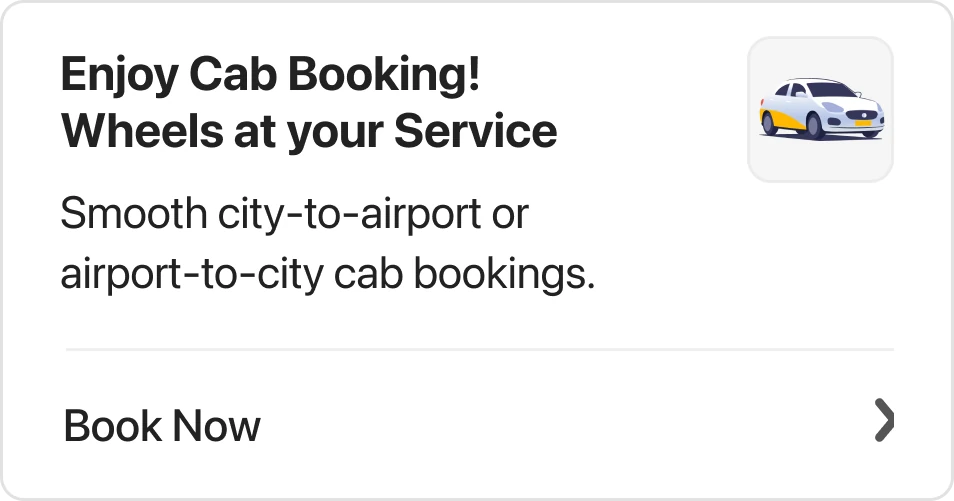 Enjoy Cab Booking!
Wheels at your Service
Smooth city-to-airport or
airport-to-city cab bookings.
Book Now